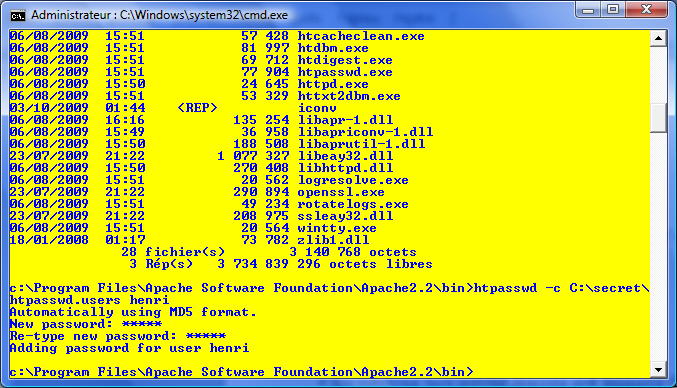 Administrateur : C:\Windows\system32\cmd.exe
06/08/2009  15:51            57 428 htcacheclean.exe
06/08/2009  15:51            81 997 htdbm.exe
06/08/2009  15:51            69 712 htdigest.exe
06/08/2009  15:51            77 904 htpasswd.exe
06/08/2009  15:50            24 645 httpd.exe
06/08/2009  15:51            53 329 httxt2dbm.exe
03/10/2009  01:44    <REP>          iconv
06/08/2009  16:16           135 254 libapr-1.dll
06/08/2009  15:49            36 958 libapriconv-1.dll
06/08/2009  15:50           188 508 libaprutil-1.dll
23/07/2009  21:22         1 077 327 libeay32.dll
06/08/2009  15:50           270 408 libhttpd.dll
06/08/2009  15:51            20 562 logresolve.exe
23/07/2009  21:22           290 894 openssl.exe
06/08/2009  15:51            49 234 rotatelogs.exe
23/07/2009  21:22           208 975 ssleay32.dll
06/08/2009  15:51            20 564 wintty.exe
18/01/2008  01:17            73 782 zlib1.dll
28 fichier(s)        3 140 768 octets
3 Rép(s)   3 734 839 296 octets libres
c:\Program Files\Apache Software Foundation\Apache2.2\bin>htpasswd -c C:\secret\
htpasswd.users henri
Automatically using MD5 format.
New password: *****
Re-type new password: *****
Adding password for user henri
c:\Program Files\Apache Software Foundation\Apache2.2\bin>